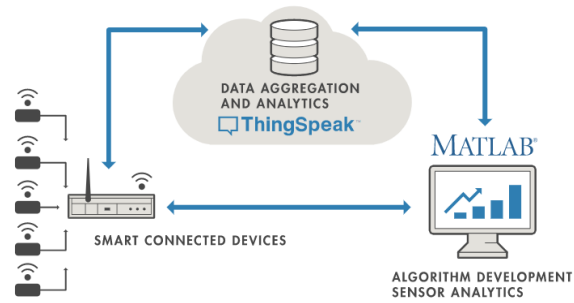 DATA AGGREGATION
AND ANALYTICS
ThingSpeak™
MATLAB®
SMART CONNECTED DEVICES
ALGORITHM DEVELOPMENT
SENSOR ANALYTICS